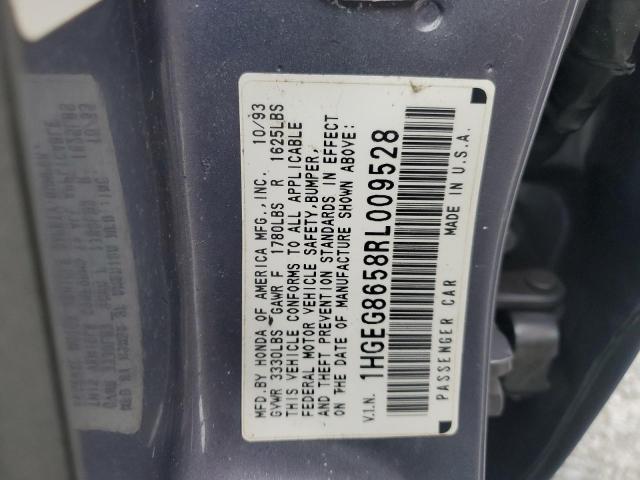 MFD.BY HONDA OF AMERICA MFG.,INC. 10/93
GVWR 3330LBS GAWR F 1780LBS R 1625LBS
THIS VEHICLE CONFORMS TO ALL APPLICABLE
FEDERAL MOTOR VEHICLE SAFETY,BUMPER,
AND THEFT PREVENTION STANDARDS IN EFFECT
ON THE DATE OF MANUFACTURE SHOWN ABOVE:
V.I.N. 1HGEG8658RL009528
PASSENGER CAR MADE IN U.S.A.